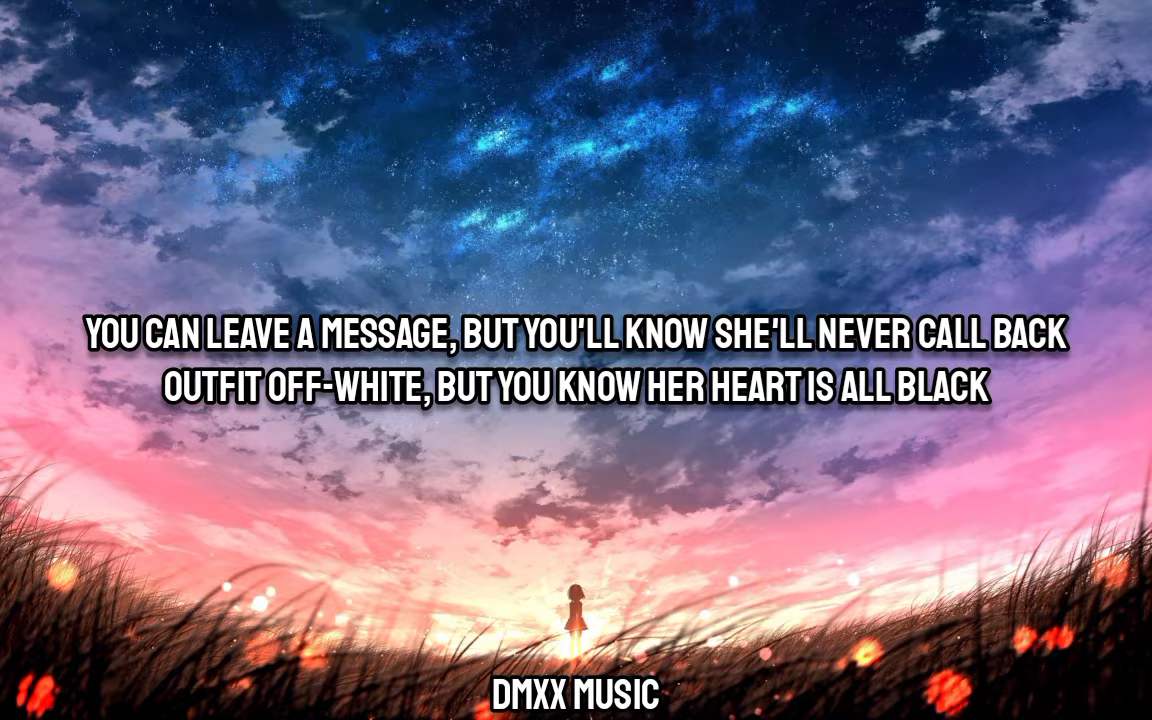 YOU CAN LEAVE A MESSAGE, BUT YOU'LL KNOW SHE'LL NEVER CALL BACK
OUTFIT OFF-WHITE, BUT YOU KNOW HER HEART IS ALL BLACK
DMXX MUSIC